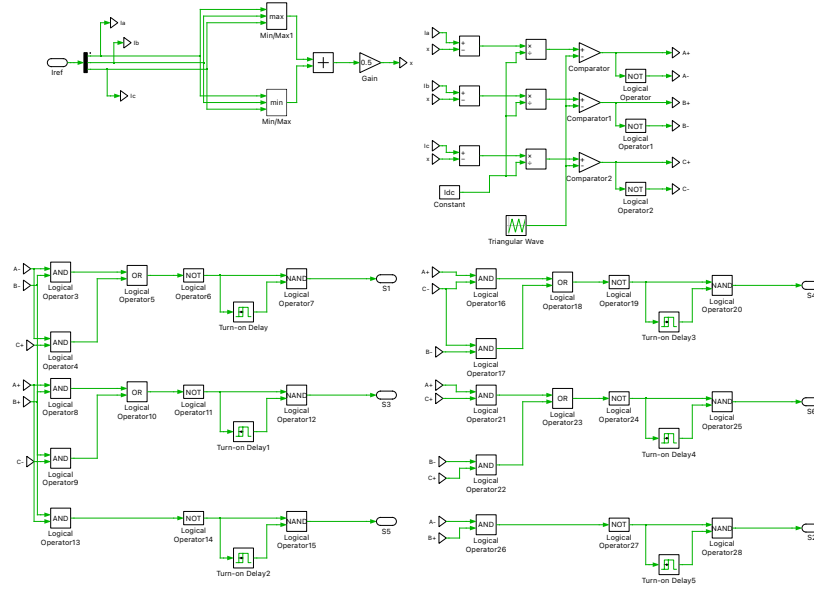 Ia
Ib
Iref
Ic
max
Min/Max1
min
Min/Max
+
0.5
Gain
x
Ia
x
+
−
×
÷
+
−
Comparator
A+
NOT
A-
Logical
Operator
Ib
x
+
−
×
÷
+
−
Comparator1
B+
NOT
B-
Logical
Operator1
Ic
x
+
−
×
÷
+
−
Comparator2
C+
NOT
C-
Logical
Operator2
Idc
Constant
Triangular Wave
A-
B-
AND
Logical
Operator3
OR
Logical
Operator5
NOT
Logical
Operator6
NAND
Logical
Operator7
S1
Turn-on Delay
C+
AND
Logical
Operator4
A+
B+
AND
Logical
Operator8
OR
Logical
Operator10
NOT
Logical
Operator11
NAND
Logical
Operator12
S3
Turn-on Delay1
C-
AND
Logical
Operator9
AND
Logical
Operator13
NOT
Logical
Operator14
NAND
Logical
Operator15
S5
Turn-on Delay2
A+
C-
AND
Logical
Operator16
OR
Logical
Operator18
NOT
Logical
Operator19
NAND
Logical
Operator20
S4
Turn-on Delay3
B-
AND
Logical
Operator17
A+
C+
AND
Logical
Operator21
OR
Logical
Operator23
NOT
Logical
Operator24
NAND
Logical
Operator25
S6
Turn-on Delay4
B-
C+
AND
Logical
Operator22
A-
B+
AND
Logical
Operator26
NOT
Logical
Operator27
NAND
Logical
Operator28
S2
Turn-on Delay5